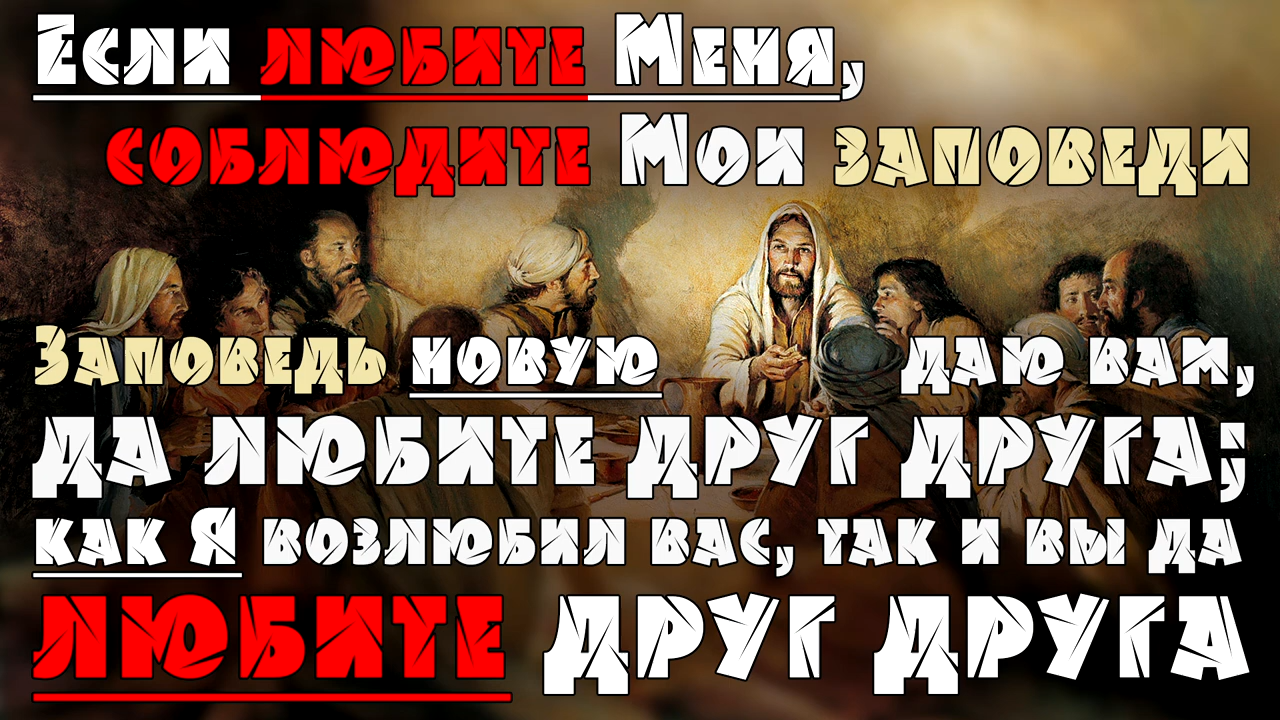 Если любите Меня,
соблюдите Мои заповеди
Заповедь новую даю вам,
ДА ЛЮБИТЕ ДРУГ ДРУГА;
как Я возлюбил вас, так и вы да
ЛЮБИТЕ ДРУГ ДРУГА